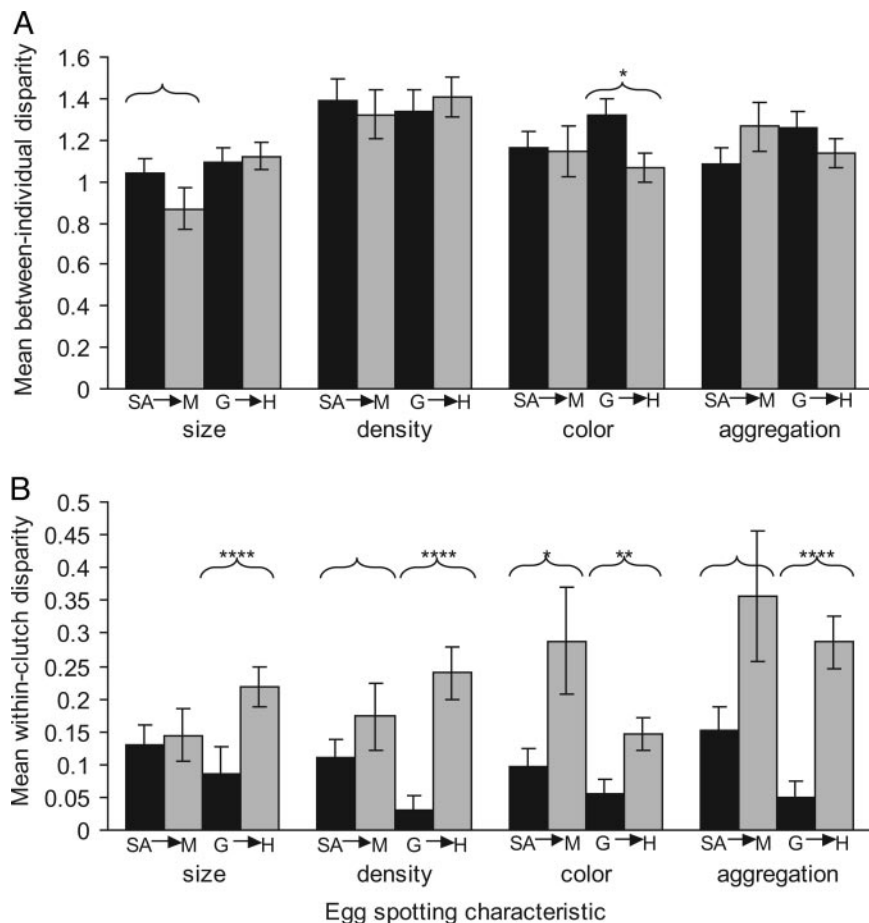 A
Mean between-individual disparity
1.6
1.4
1.2
1
0.8
0.6
0.4
0.2
0
*
SA→M G→H SA→M G→H SA→M G→H SA→M G→H
size density color aggregation
B
Mean within-clutch disparity
0.5
0.45
0.4
0.35
0.3
0.25
0.2
0.15
0.1
0.05
0
**** **** * ** ****
SA→M G→H SA→M G→H SA→M G→H SA→M G→H
size density color aggregation
Egg spotting characteristic